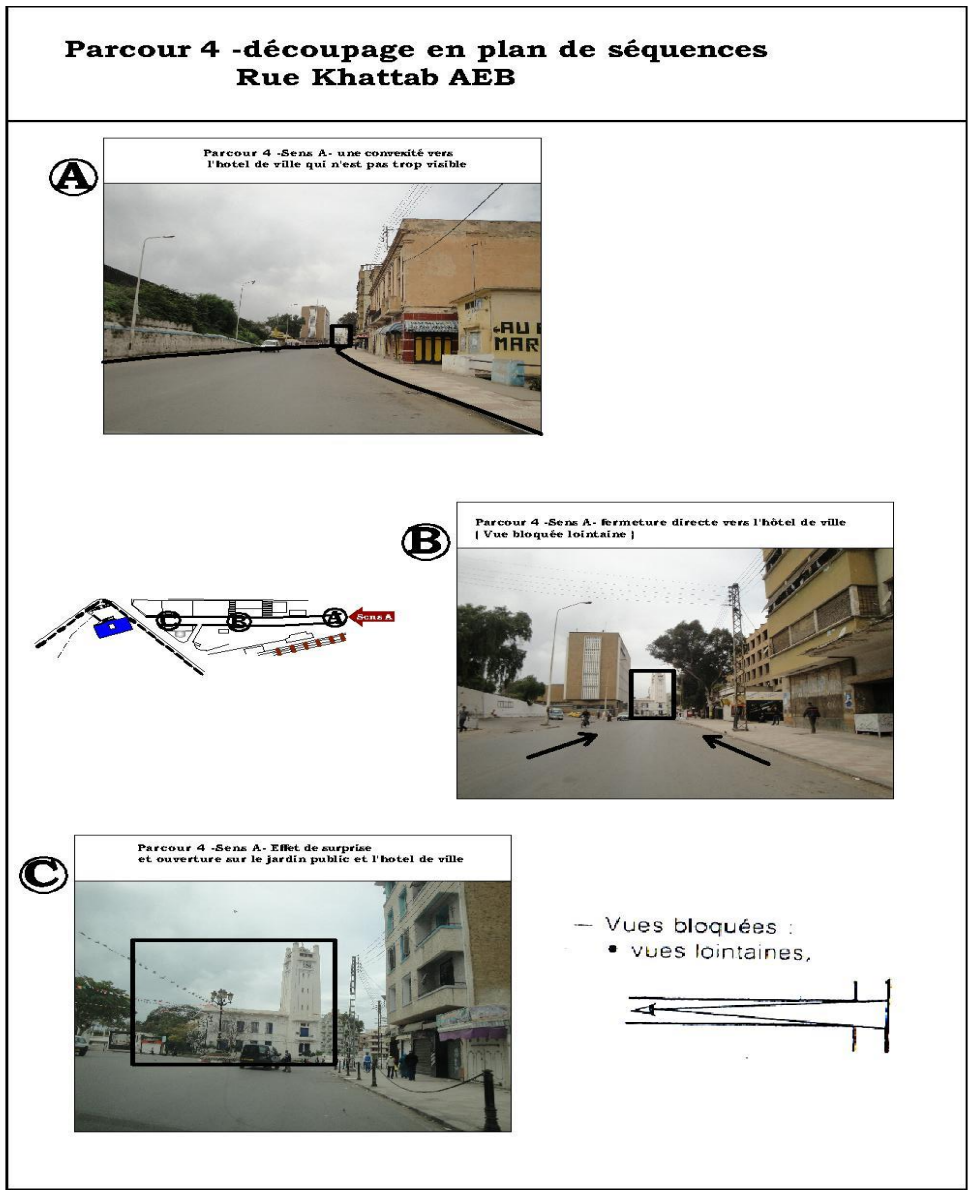 Parcour 4 -découpage en plan de séquences
Rue Khattab AEB
A
Parcour 4 -Sens A- une convexité vers
l'hotel de ville qui n'est pas trop visible
«AU
MAR
B
Parcour 4 -Sens A- fermeture directe vers l'hôtel de ville
( Vue bloquée lointaine )
C
B
A
Sens A
C
Parcour 4 -Sens A- Effet de surprise
et ouverture sur le jardin public et l'hotel de ville
— Vues bloquées :
• vues lointaines,